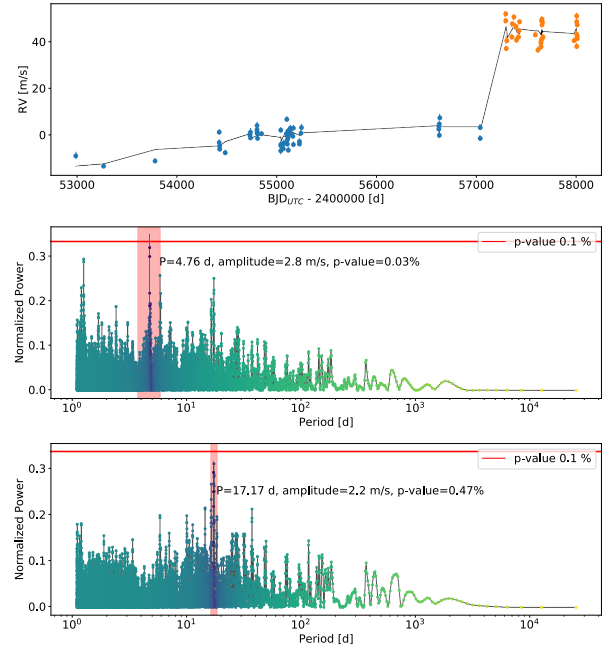 40
20
0
RV [m/s]
53000 54000 55000 56000 57000 58000
BJD_UTC - 2400000 [d]
0.3
0.2
0.1
0.0
Normalized Power
p-value 0.1 %
P=4.76 d, amplitude=2.8 m/s, p-value=0.03%
10^0 10^1 10^2 10^3 10^4
Period [d]
0.3
0.2
0.1
0.0
Normalized Power
p-value 0.1 %
P=17.17 d, amplitude=2.2 m/s, p-value=0.47%
10^0 10^1 10^2 10^3 10^4
Period [d]